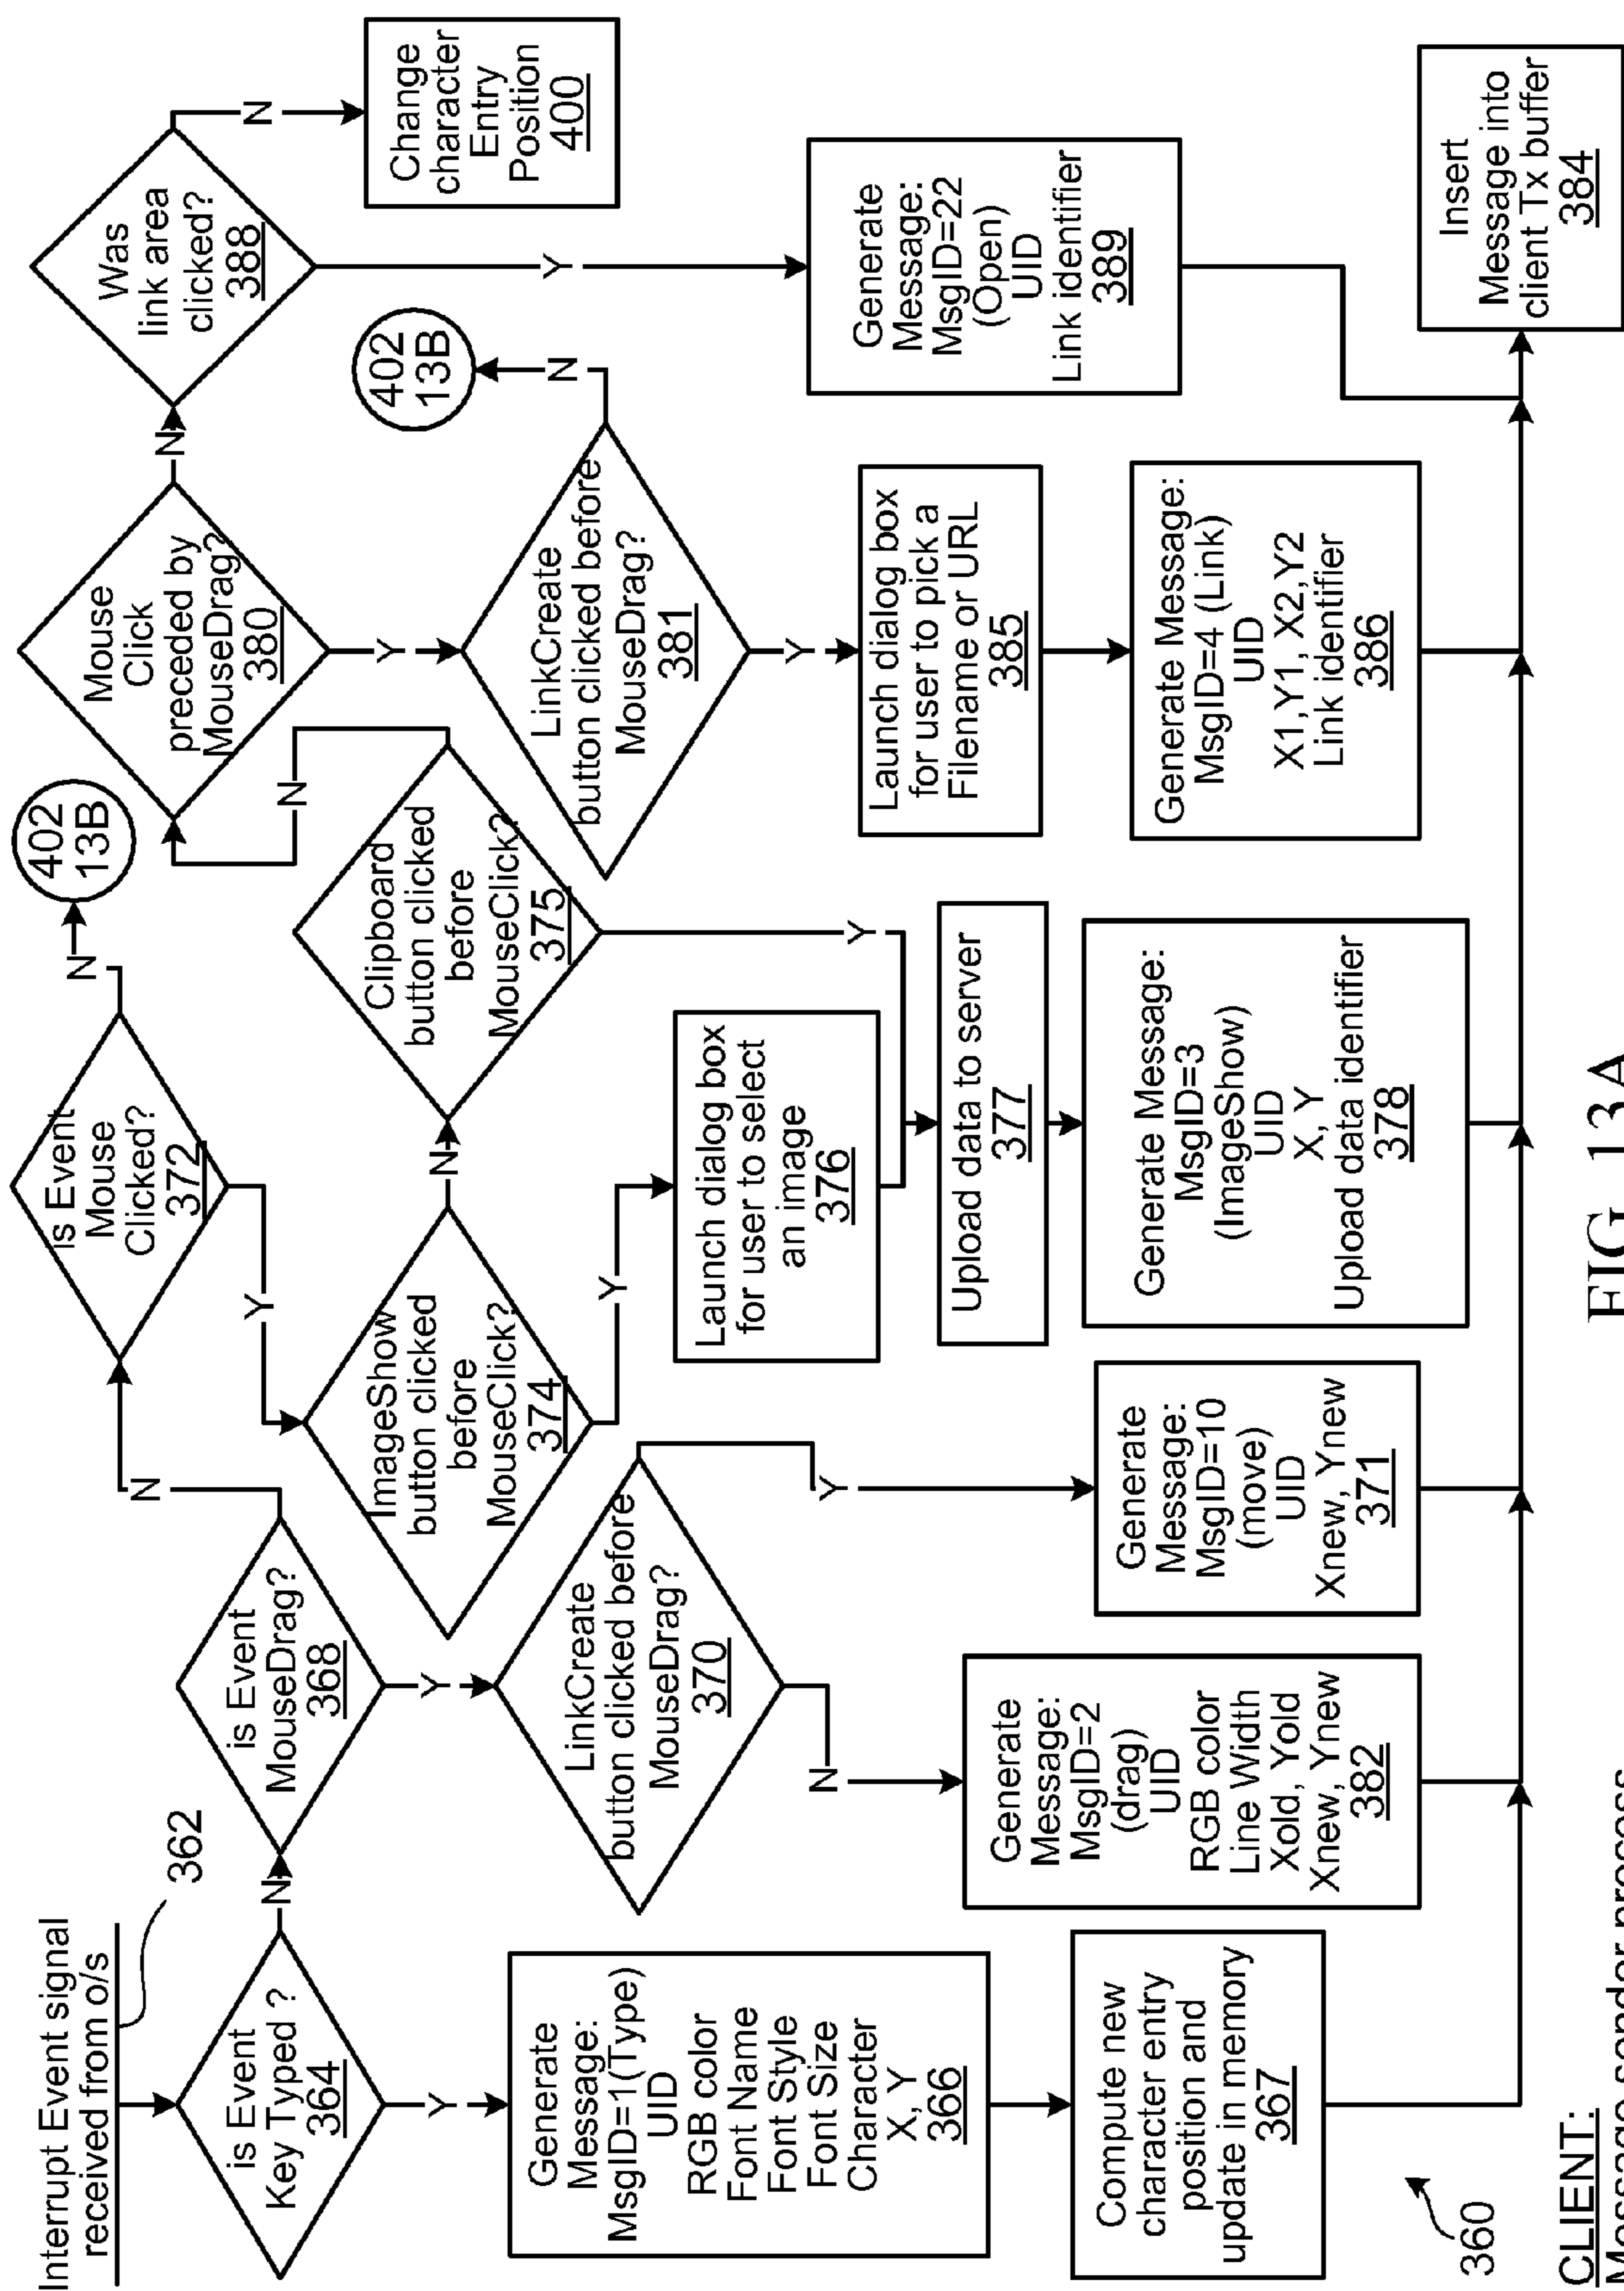 Interrupt Event signal
received from o/s
362
is Event
Key Typed ?
364
N
Y
Generate
Message:
MsgID=1(Type)
UID
RGB color
Font Name
Font Style
Font Size
Character
X, Y
366
Compute new
character entry
position and
update in memory
367
is Event
MouseDrag?
368
N
Y
LinkCreate
button clicked before
MouseDrag?
370
N
Y
Generate
Message:
MsgID=2
(drag)
UID
RGB color
Line Width
Xold, Yold
Xnew, Ynew
382
Generate
Message:
MsgID=10
(move)
UID
Xnew, Ynew
371
is Event
Mouse
Clicked?
372
N
402
13B
Y
ImageShow
button clicked
before
MouseClick?
374
N
Y
Clipboard
button clicked
before
MouseClick?
375
N
Y
Launch dialog box
for user to select
an image
376
Upload data to server
377
Generate Message:
MsgID=3
(ImageShow)
UID
X, Y
Upload data identifier
378
Mouse
Click
preceded by
MouseDrag?
380
N
Y
LinkCreate
button clicked before
MouseDrag?
381
N
402
13B
Y
Launch dialog box
for user to pick a
Filename or URL
385
Generate Message:
MsgID=4 (Link)
UID
X1,Y1, X2,Y2
Link identifier
386
Was
link area
clicked?
388
N
Y
Change
character
Entry
Position
400
Generate
Message:
MsgID=22
(Open)
UID
Link identifier
389
Insert
Message into
client Tx buffer
384
360
CLIENT:
Message sender process
FIG. 13A